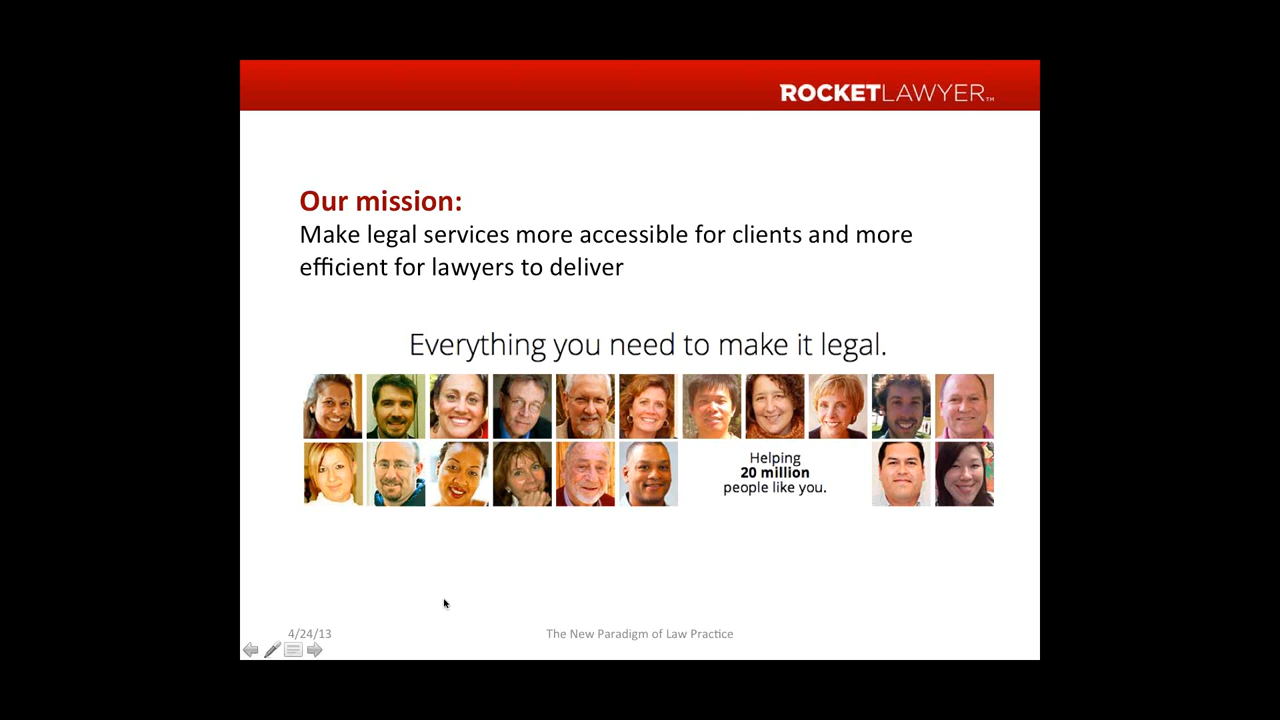 ROCKETLAWYER™
Our mission:
Make legal services more accessible for clients and more
efficient for lawyers to deliver
Everything you need to make it legal.
Helping
20 million
people like you.
4/24/13
The New Paradigm of Law Practice